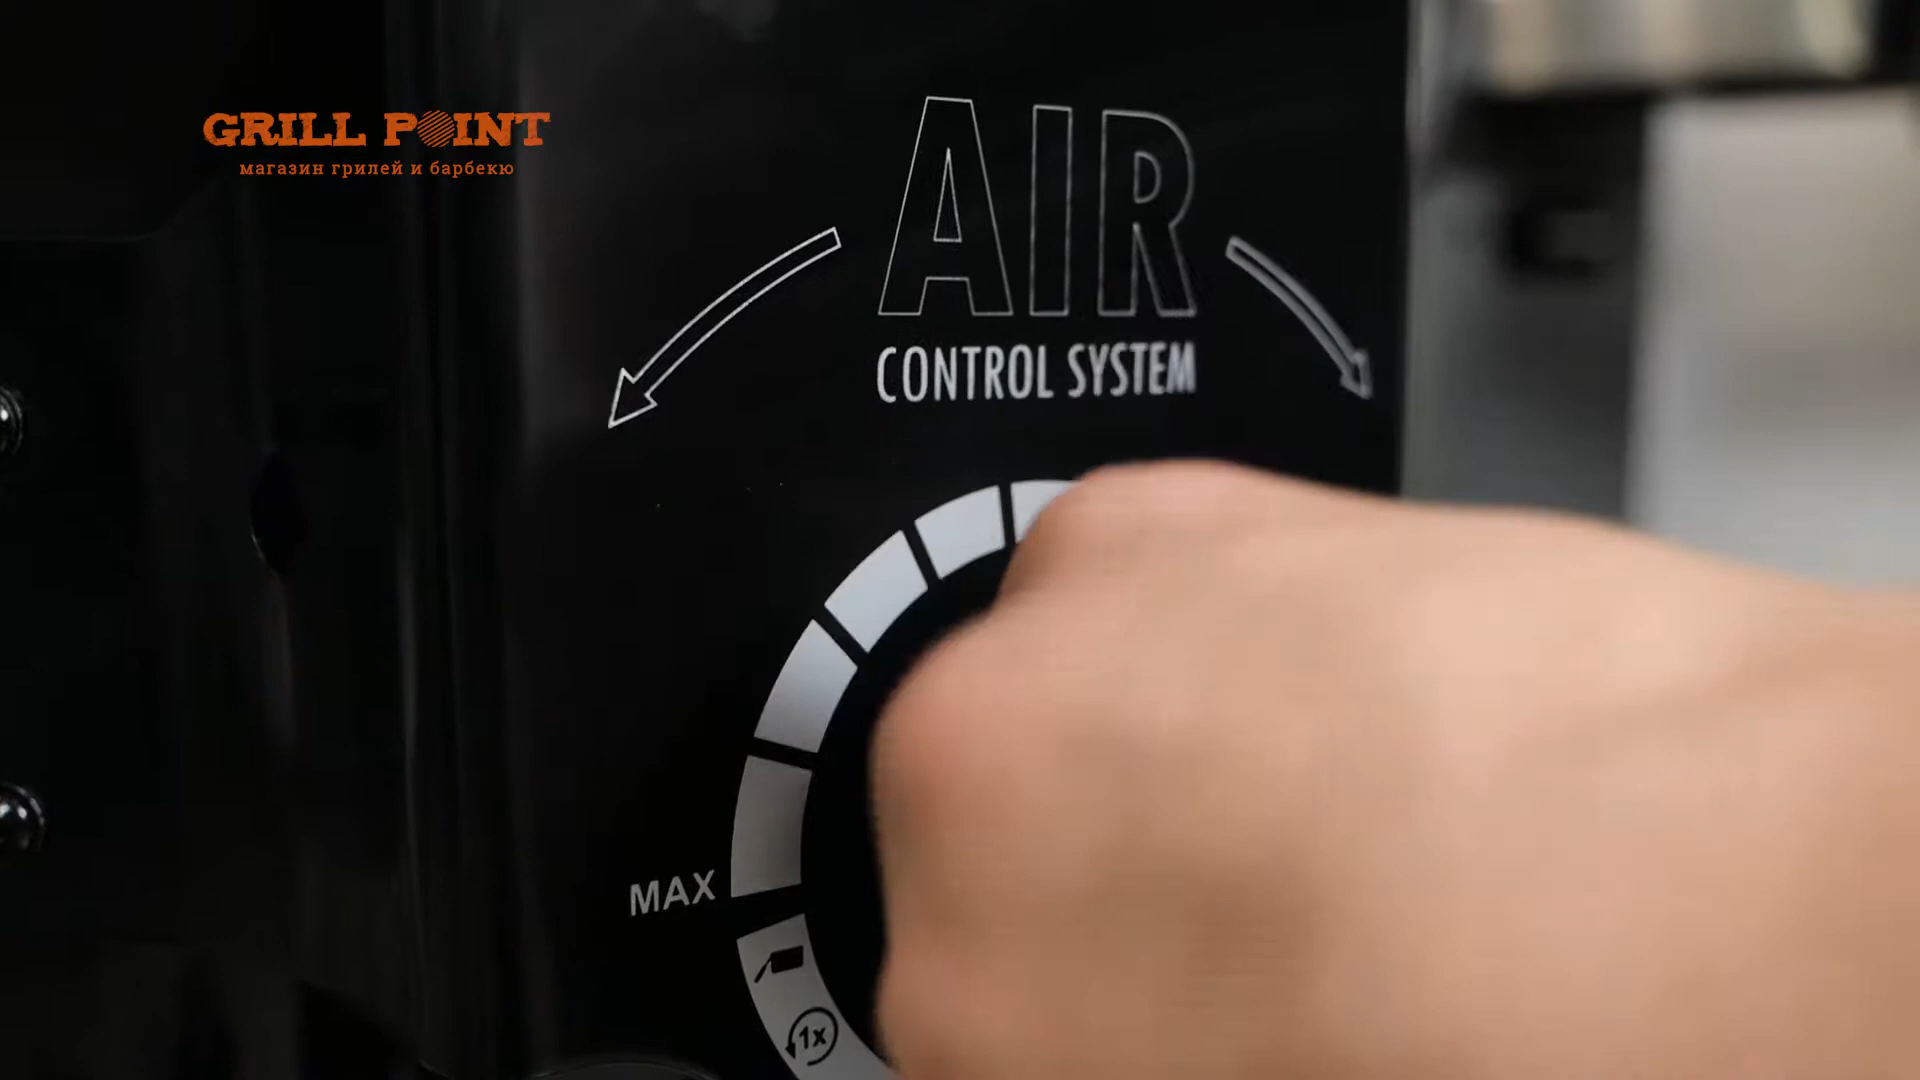 GRILL POINT
магазин грилей и барбекю
AIR
CONTROL SYSTEM
MAX
1x